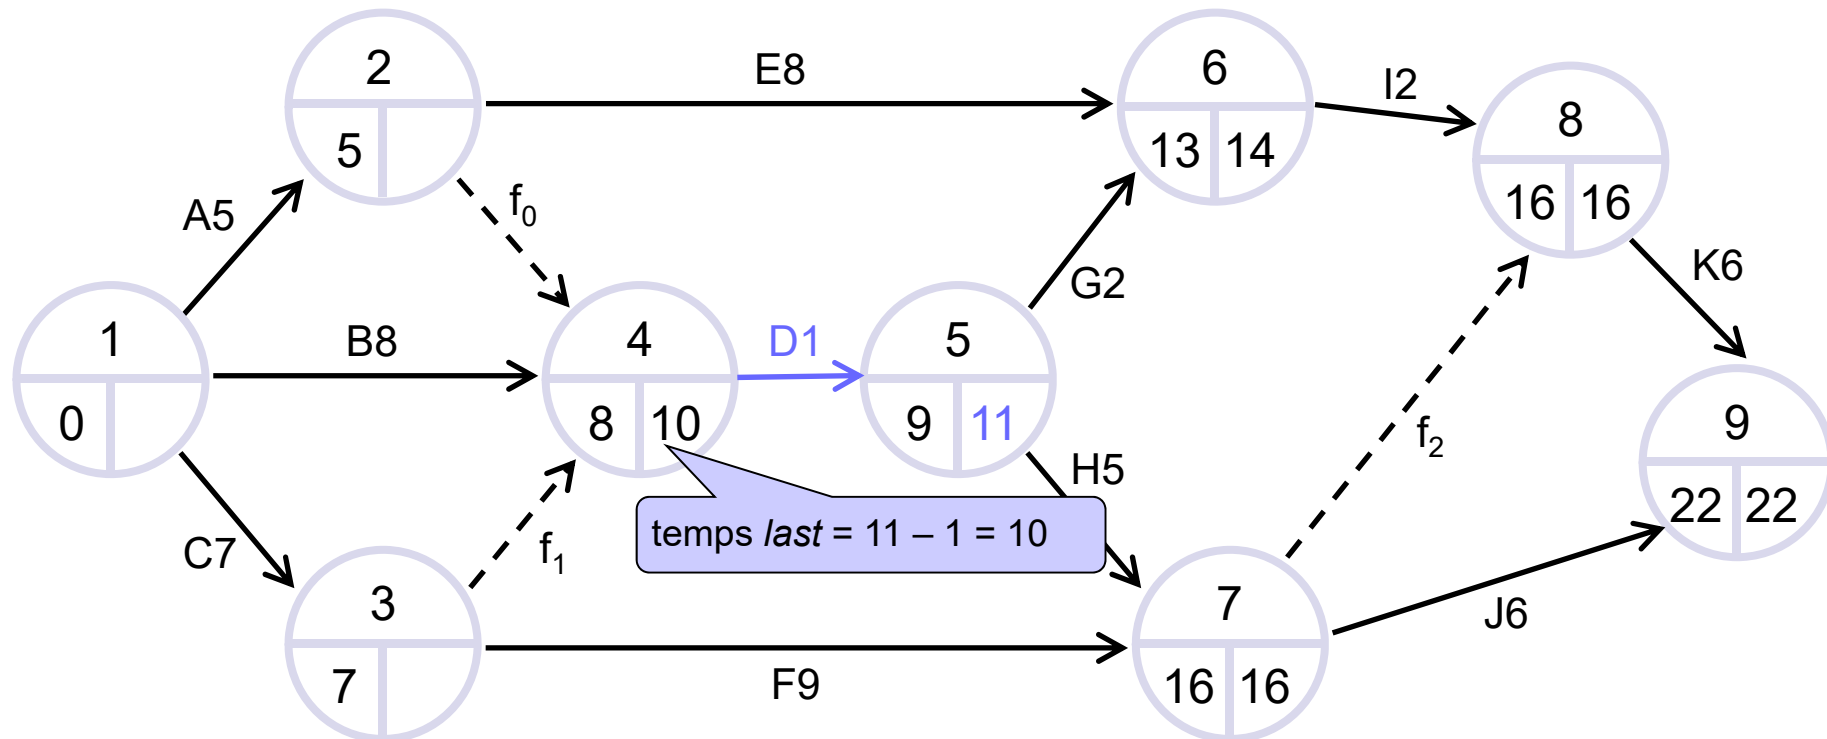 2
E8
6
I2
8
5
13 14
A5
f0
16 16
K6
G2
1
B8
4
D1
5
0
8 10
9 11
f2
9
H5
22 22
temps last = 11 – 1 = 10
C7
f1
3
7
J6
7
F9
16 16